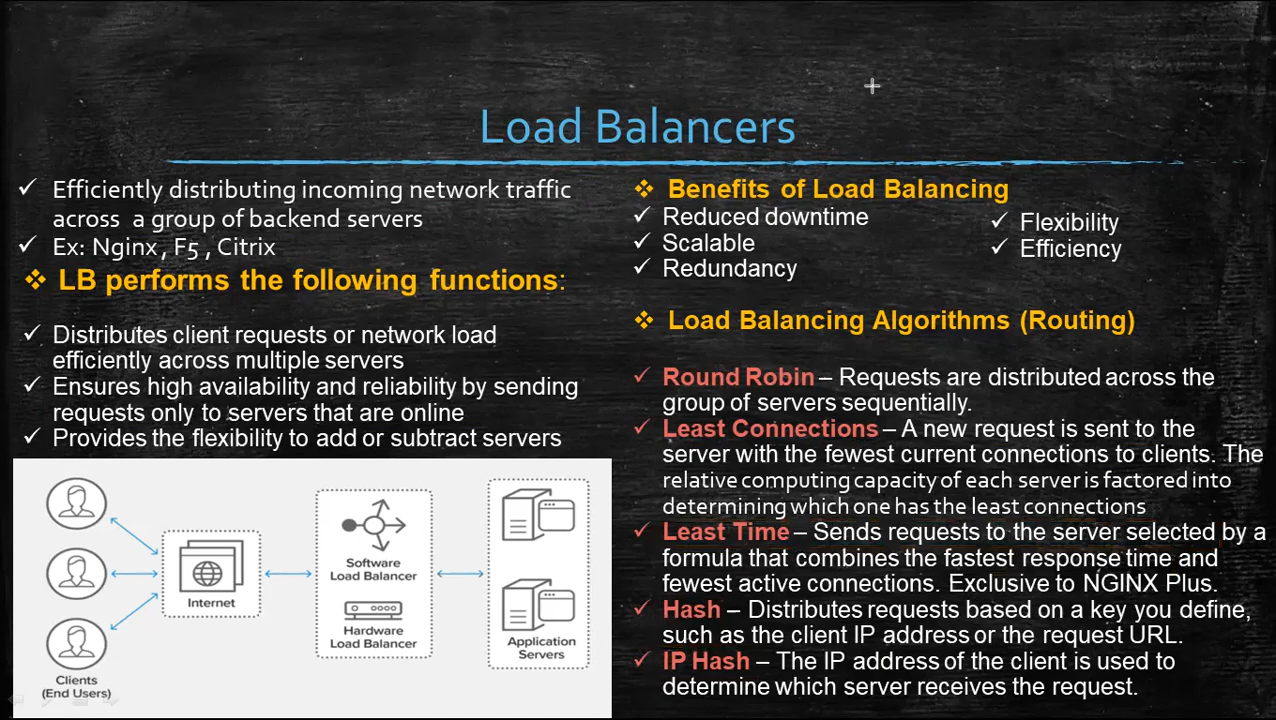 Load Balancers
Efficiently distributing incoming network traffic
across a group of backend servers
Ex: Nginx , F5 , Citrix
LB performs the following functions:
Distributes client requests or network load
efficiently across multiple servers
Ensures high availability and reliability by sending
requests only to servers that are online
Provides the flexibility to add or subtract servers
Clients
(End Users)
Internet
Software
Load Balancer
Hardware
Load Balancer
Application
Servers
Benefits of Load Balancing
Reduced downtime
Scalable
Redundancy
Flexibility
Efficiency
Load Balancing Algorithms (Routing)
Round Robin – Requests are distributed across the
group of servers sequentially.
Least Connections – A new request is sent to the
server with the fewest current connections to clients. The
relative computing capacity of each server is factored into
determining which one has the least connections
Least Time – Sends requests to the server selected by a
formula that combines the fastest response time and
fewest active connections. Exclusive to NGINX Plus.
Hash – Distributes requests based on a key you define,
such as the client IP address or the request URL.
IP Hash – The IP address of the client is used to
determine which server receives the request.